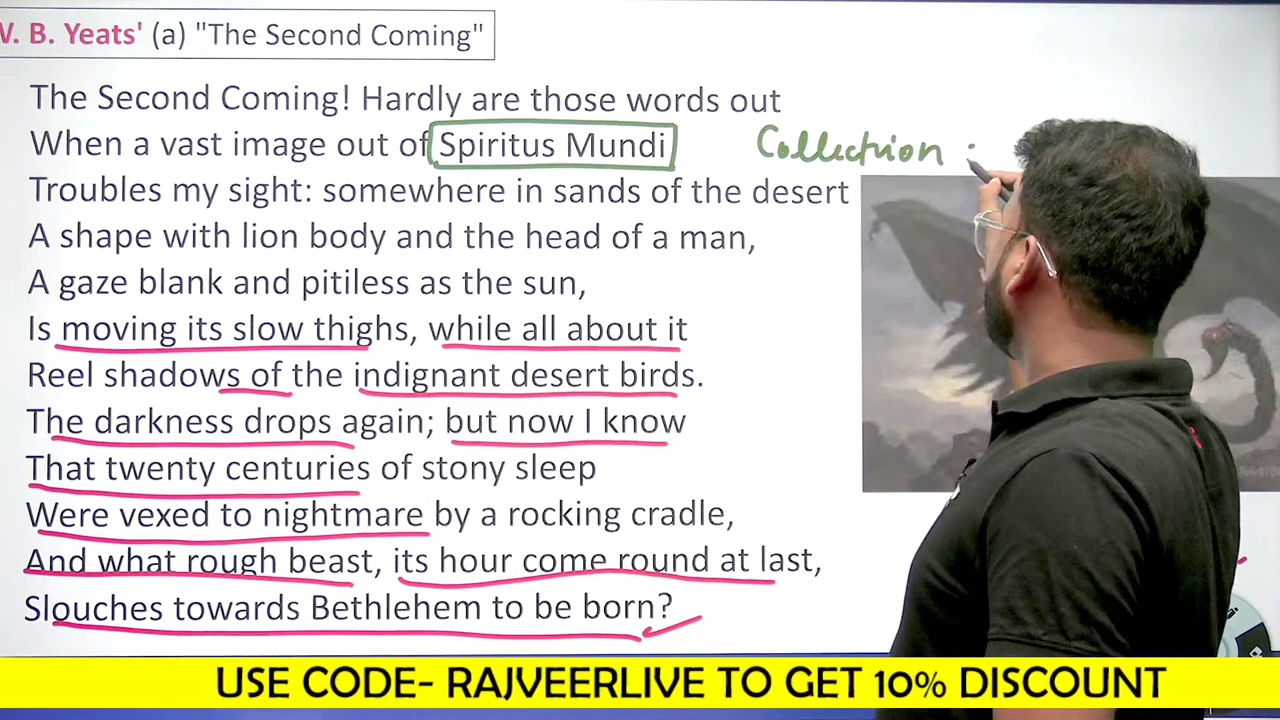 W. B. Yeats' (a) "The Second Coming"
The Second Coming! Hardly are those words out
When a vast image out of Spiritus Mundi
Collection
Troubles my sight: somewhere in sands of the desert
A shape with lion body and the head of a man,
A gaze blank and pitiless as the sun,
Is moving its slow thighs, while all about it
Reel shadows of the indignant desert birds.
The darkness drops again; but now I know
That twenty centuries of stony sleep
Were vexed to nightmare by a rocking cradle,
And what rough beast, its hour come round at last,
Slouches towards Bethlehem to be born?
USE CODE- RAJVEERLIVE TO GET 10% DISCOUNT